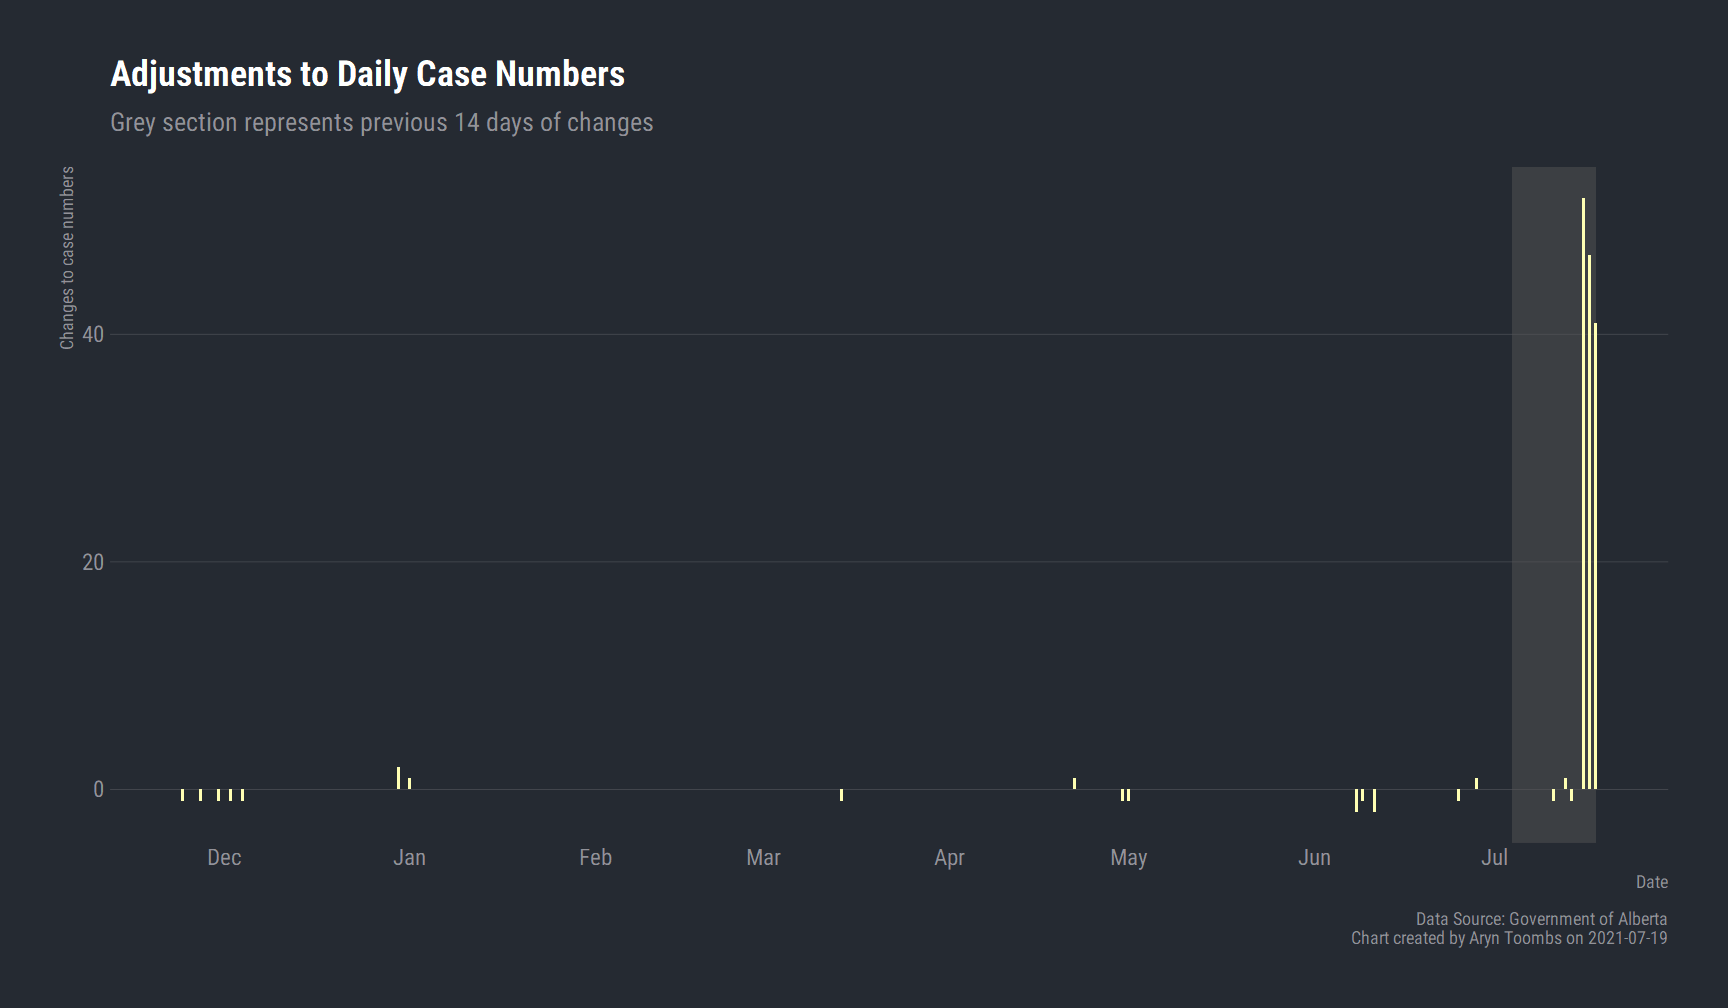 Adjustments to Daily Case Numbers
Grey section represents previous 14 days of changes
Changes to case numbers
40
20
0
Dec Jan Feb Mar Apr May Jun Jul
Date
Data Source: Government of Alberta
Chart created by Aryn Toombs on 2021-07-19